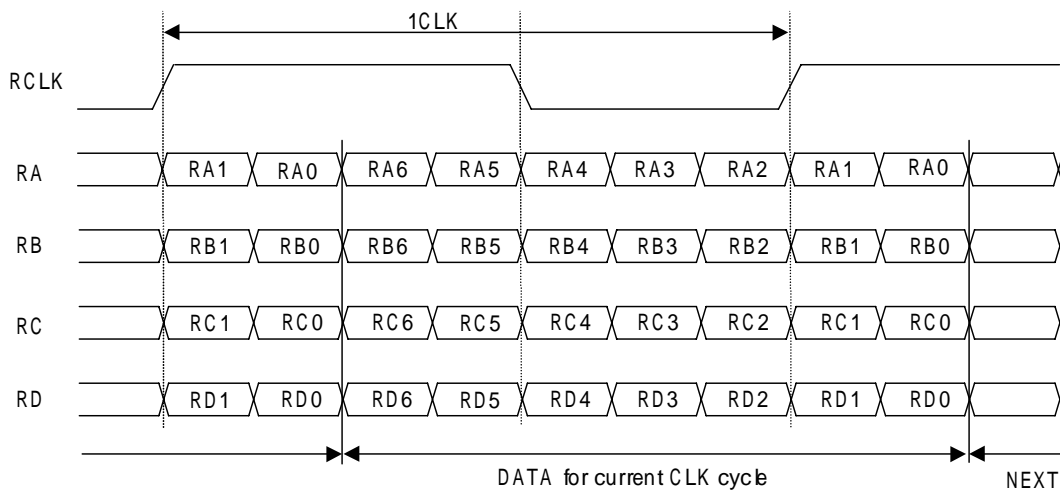 1CLK
RCLK
RA RA1 RA0 RA6 RA5 RA4 RA3 RA2 RA1 RA0
RB RB1 RB0 RB6 RB5 RB4 RB3 RB2 RB1 RB0
RC RC1 RC0 RC6 RC5 RC4 RC3 RC2 RC1 RC0
RD RD1 RD0 RD6 RD5 RD4 RD3 RD2 RD1 RD0
DATA for current CLK cycle NEXT